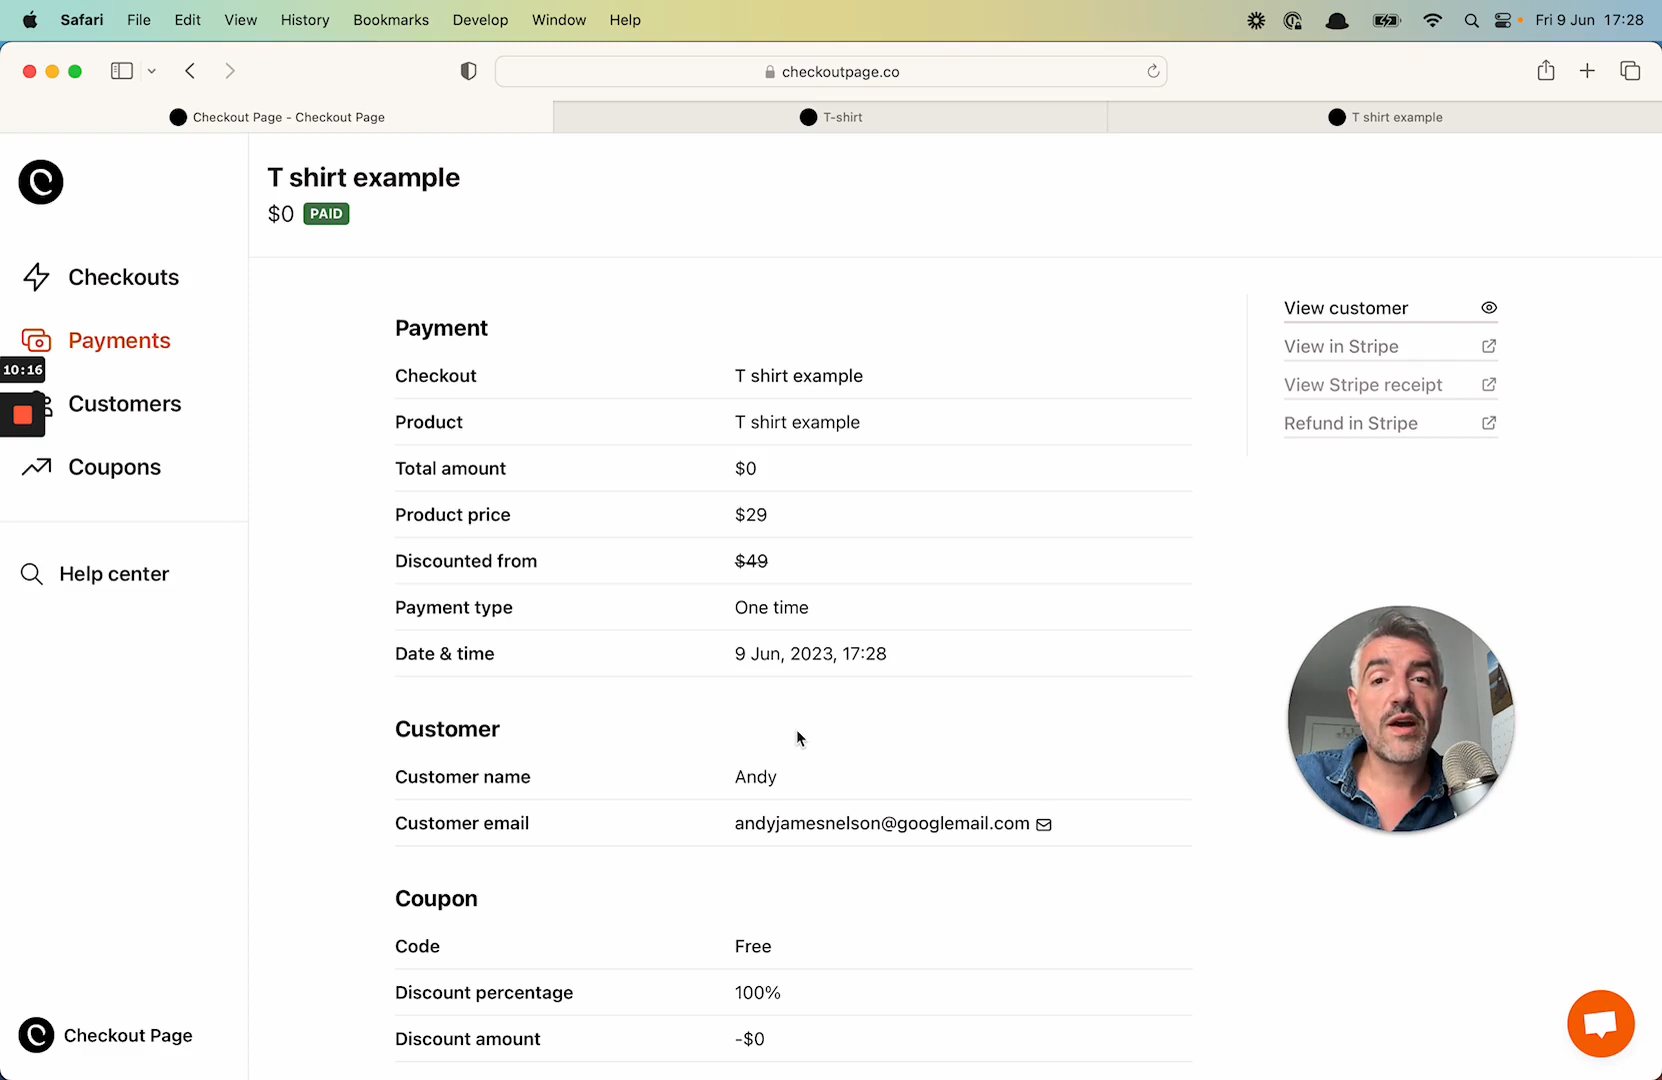 Safari File Edit View History Bookmarks Develop Window Help Fri 9 Jun 17:28
checkoutpage.co
Checkout Page - Checkout Page T-shirt T shirt example
T shirt example
$0 PAID
Checkouts
Payments
10:16
Customers
Coupons
Help center
Checkout Page
Payment
Checkout T shirt example
Product T shirt example
Total amount $0
Product price $29
Discounted from $49
Payment type One time
Date & time 9 Jun, 2023, 17:28
Customer
Customer name Andy
Customer email andyjamesnelson@googlemail.com
Coupon
Code Free
Discount percentage 100%
Discount amount -$0
View customer
View in Stripe
View Stripe receipt
Refund in Stripe